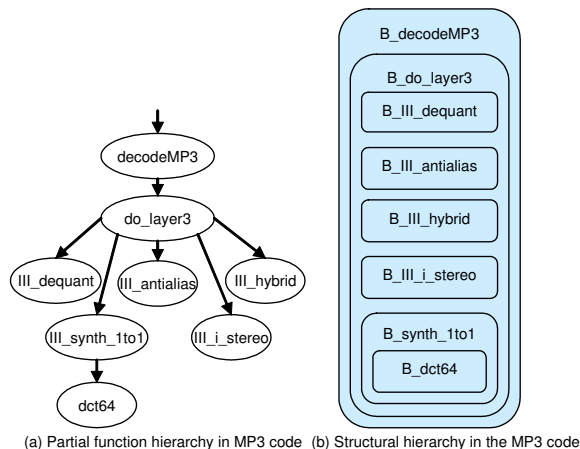 decodeMP3
do_layer3
III_dequant
III_antialias
III_hybrid
III_synth_1to1
III_i_stereo
dct64
(a) Partial function hierarchy in MP3 code
B_decodeMP3
B_do_layer3
B_III_dequant
B_III_antialias
B_III_hybrid
B_III_i_stereo
B_synth_1to1
B_dct64
(b) Structural hierarchy in the MP3 code